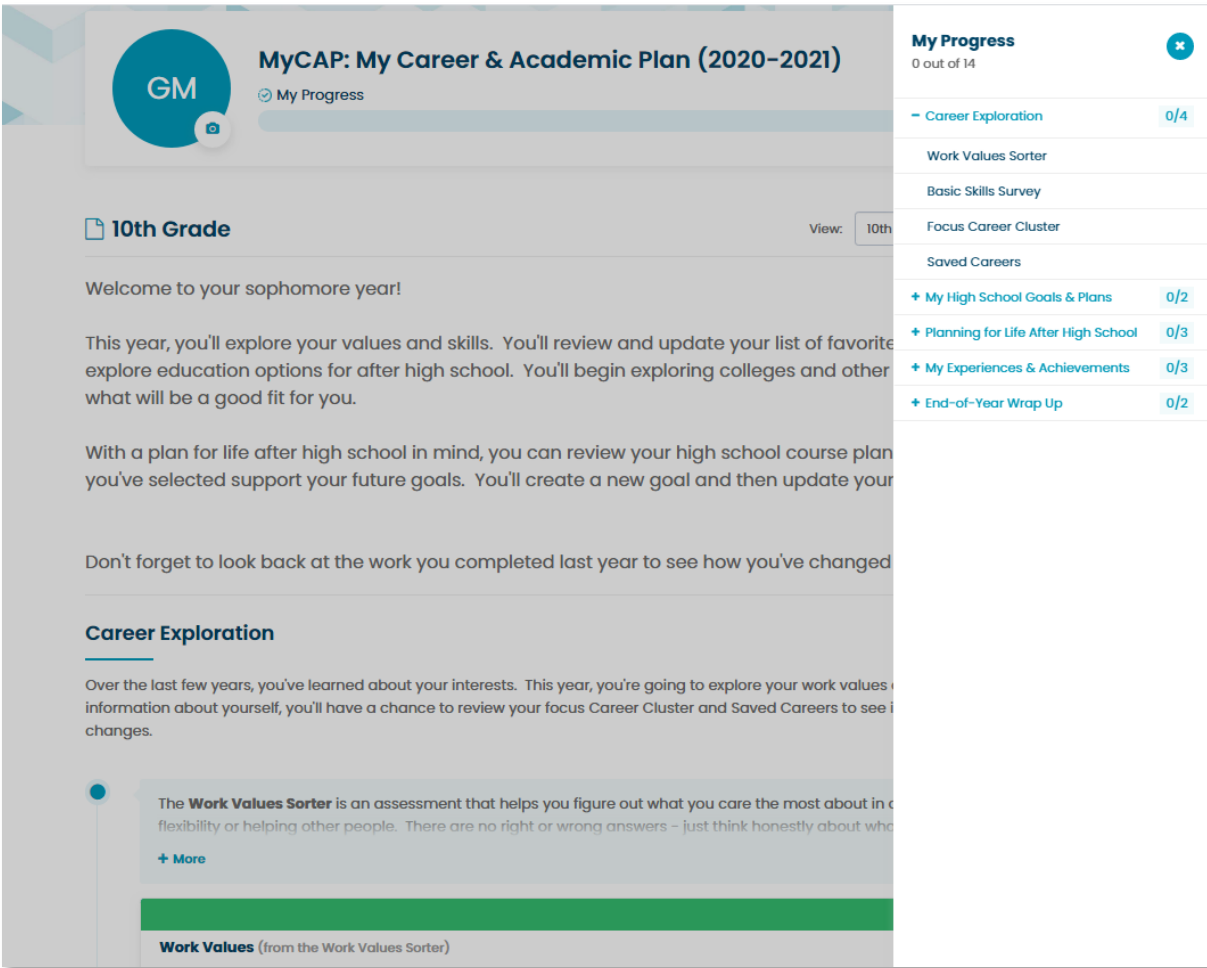 GM
MyCAP: My Career & Academic Plan (2020-2021)
My Progress
10th Grade
View: 10th
Welcome to your sophomore year!
This year, you'll explore your values and skills. You'll review and update your list of favorite
explore education options for after high school. You'll begin exploring colleges and other
what will be a good fit for you.
With a plan for life after high school in mind, you can review your high school course plan
you've selected support your future goals. You'll create a new goal and then update your
Don't forget to look back at the work you completed last year to see how you've changed
Career Exploration
Over the last few years, you've learned about your interests. This year, you're going to explore your work values
information about yourself, you'll have a chance to review your focus Career Cluster and Saved Careers to see
changes.
The Work Values Sorter is an assessment that helps you figure out what you care the most about in
flexibility or helping other people. There are no right or wrong answers - just think honestly about
+ More
Work Values (from the Work Values Sorter)
My Progress
0 out of 14
- Career Exploration 0/4
Work Values Sorter
Basic Skills Survey
Focus Career Cluster
Saved Careers
+ My High School Goals & Plans 0/2
+ Planning for Life After High School 0/3
+ My Experiences & Achievements 0/3
+ End-of-Year Wrap Up 0/2